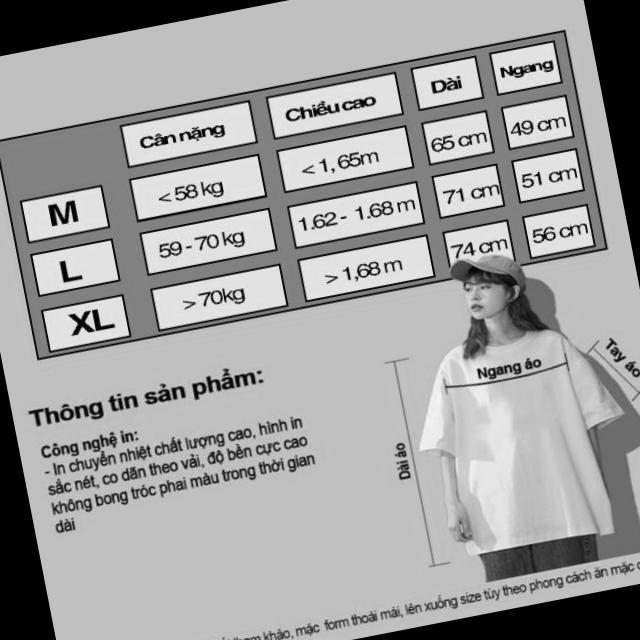 Cân nặng Chiều cao Dài Ngang
M < 58 kg < 1, 65m 65 cm 49 cm
L 59 - 70 kg 1.62 - 1.68 m 71 cm 51 cm
XL > 70kg > 1,68 m 74 cm 56 cm
Thông tin sản phẩm:
Công nghệ in:
- In chuyển nhiệt chất lượng cao, hình in
sắc nét, co dãn theo vải, độ bền cực cao
không bong tróc phai màu trong thời gian
dài
Ngang áo
Tay áo
Dài áo
khảo, mặc form thoải mái, lên xuống size tùy theo phong cách ăn mặc